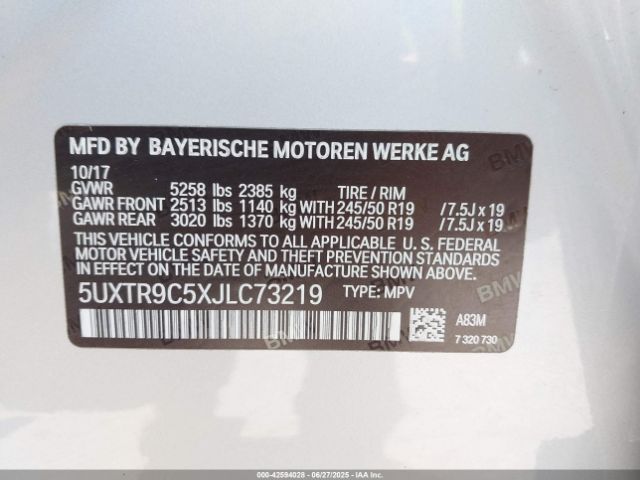 MFD BY BAYERISCHE MOTOREN WERKE AG
10/17
GVWR 5258 lbs 2385 kg TIRE / RIM
GAWR FRONT 2513 lbs 1140 kg WITH 245/50 R19 / 7.5J x 19
GAWR REAR 3020 lbs 1370 kg WITH 245/50 R19 / 7.5J x 19
THIS VEHICLE CONFORMS TO ALL APPLICABLE U. S. FEDERAL
MOTOR VEHICLE SAFETY, BUMPER, AND THEFT PREVENTION STANDARDS
IN EFFECT ON THE DATE OF MANUFACTURE SHOWN ABOVE.
5UXTR9C5XJLC73219 TYPE: MPV
A83M
7 320 730
000-42594028 - 06/27/2025 - IAAI.COM